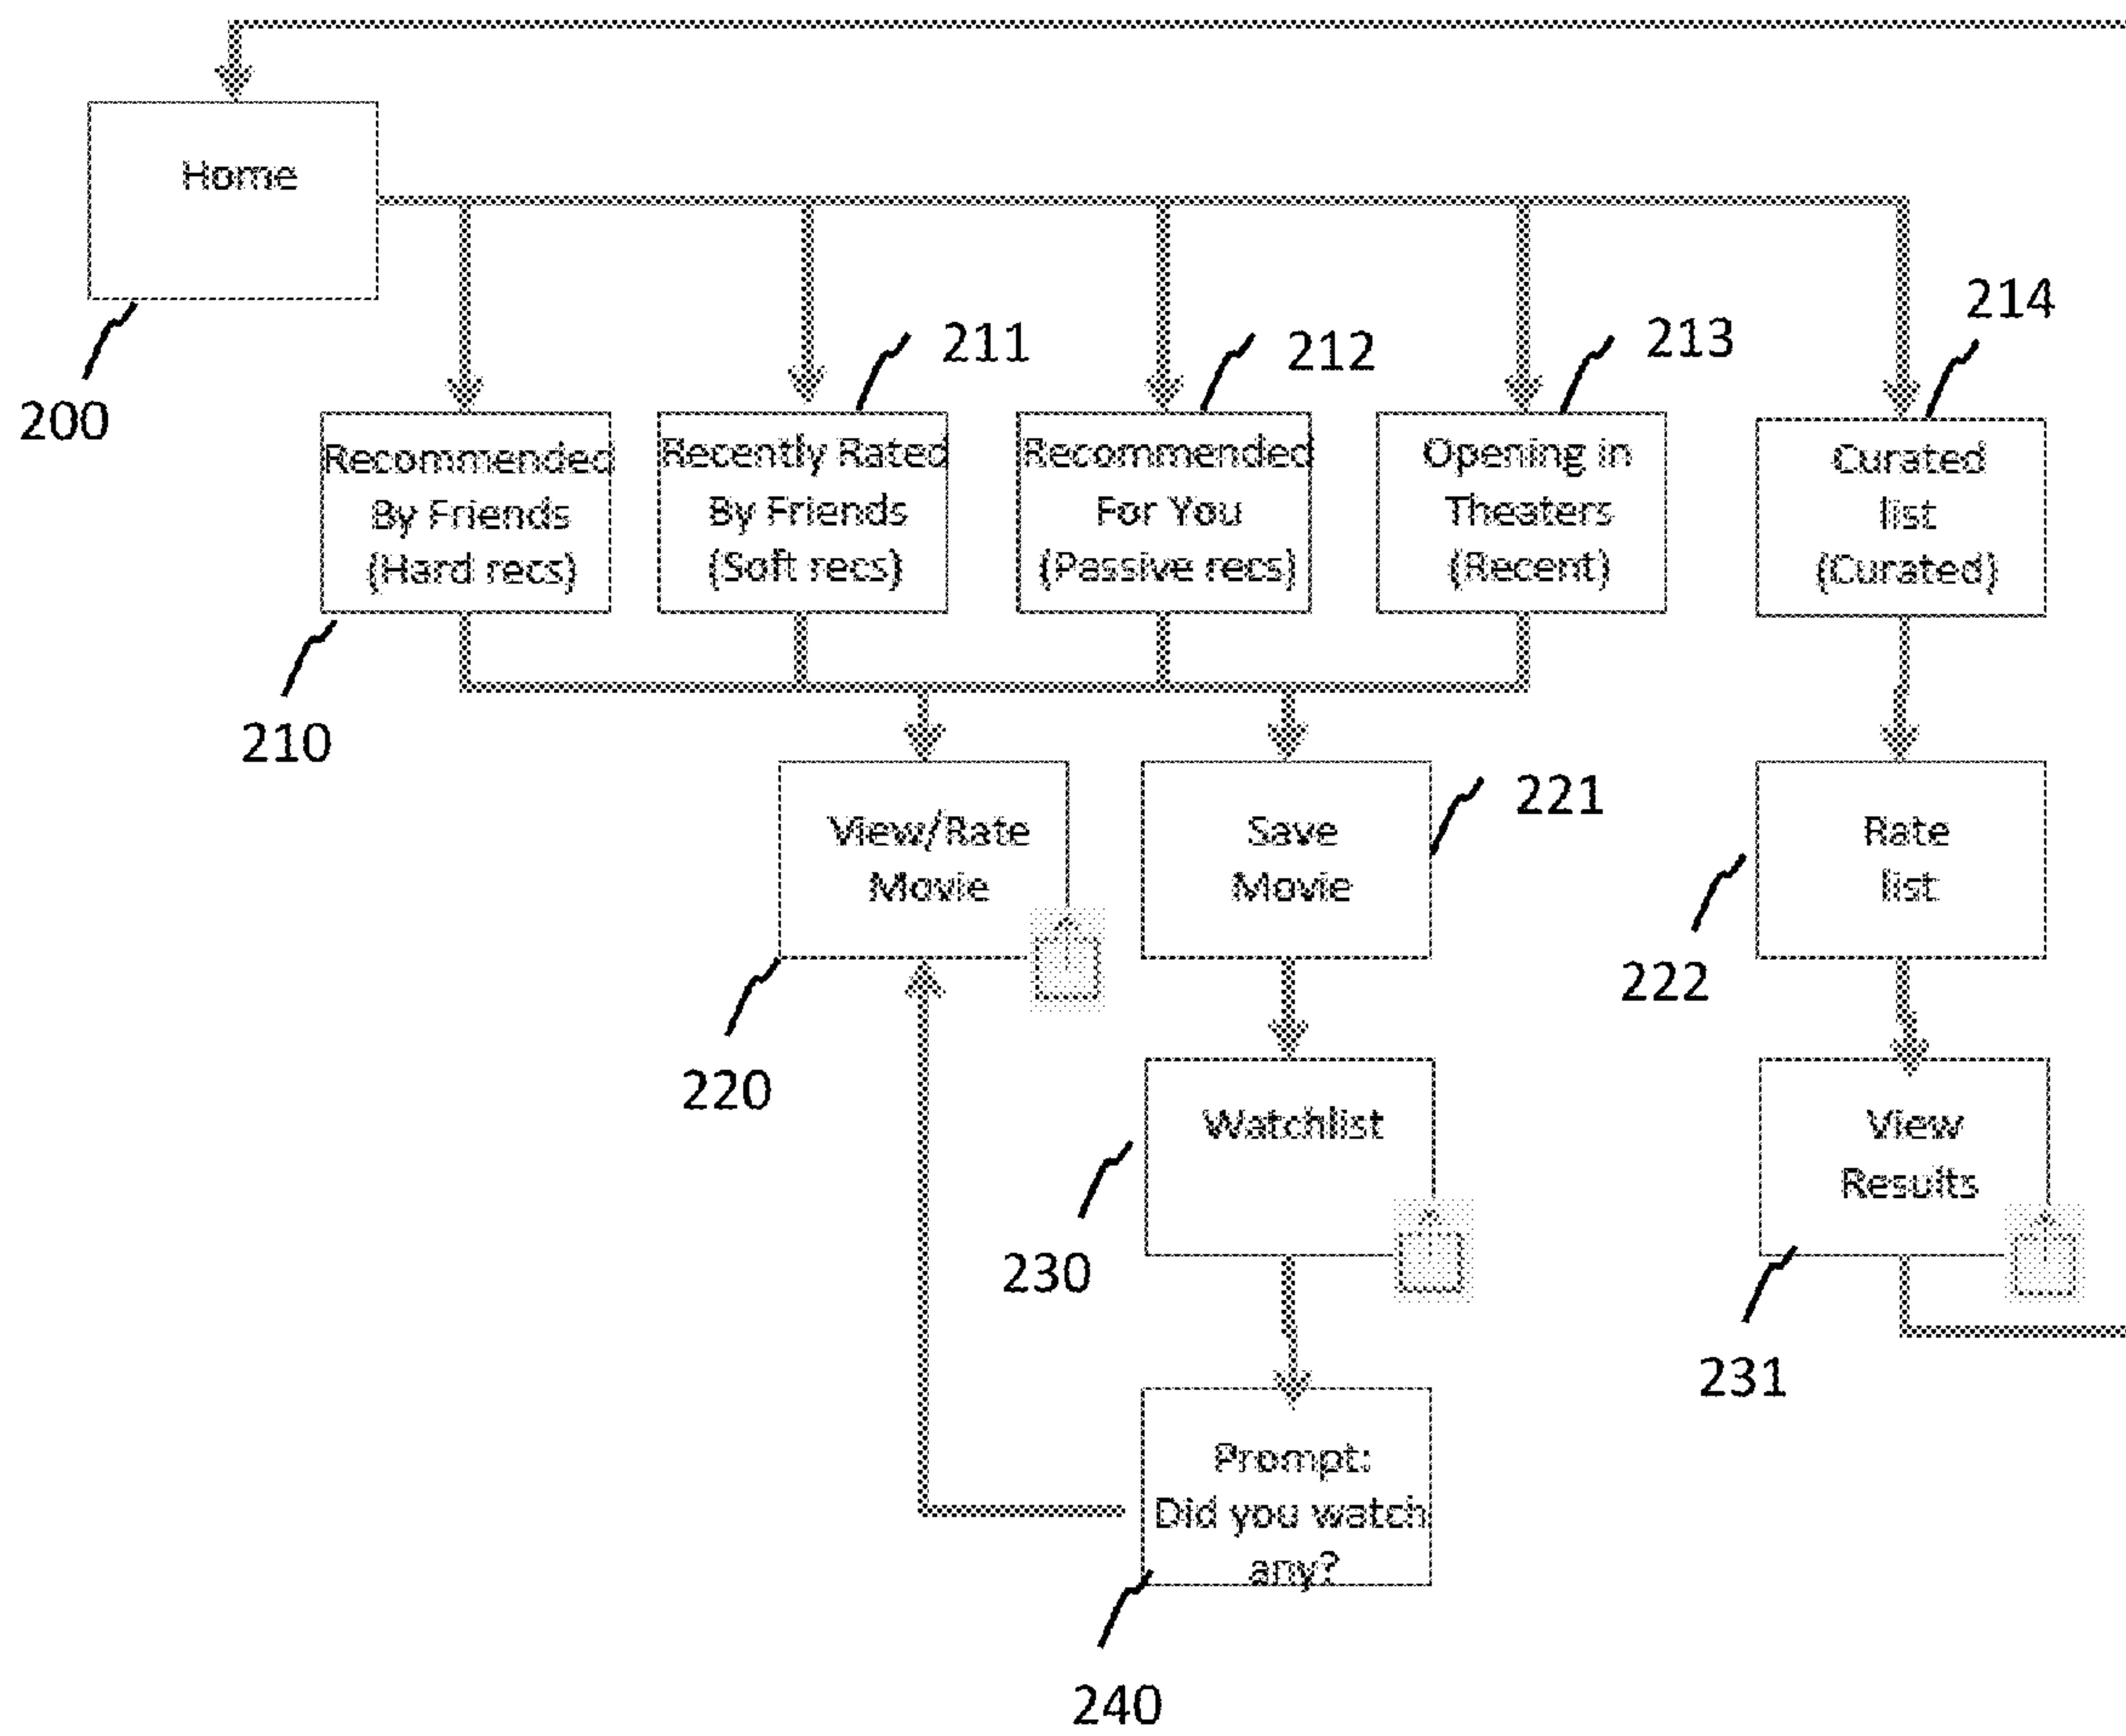 Home
200
211
212
213
214
Recommended
By Friends
(Hard recs)
Recently Rated
By Friends
(Soft recs)
Recommended
For You
(Passive recs)
Opening in
Theaters
(Recent)
Curated
list
(Curated)
210
View/Rate
Movie
220
Save
Movie
221
Rate
list
222
Watchlist
230
View
Results
231
Prompt:
Did you watch
any?
240